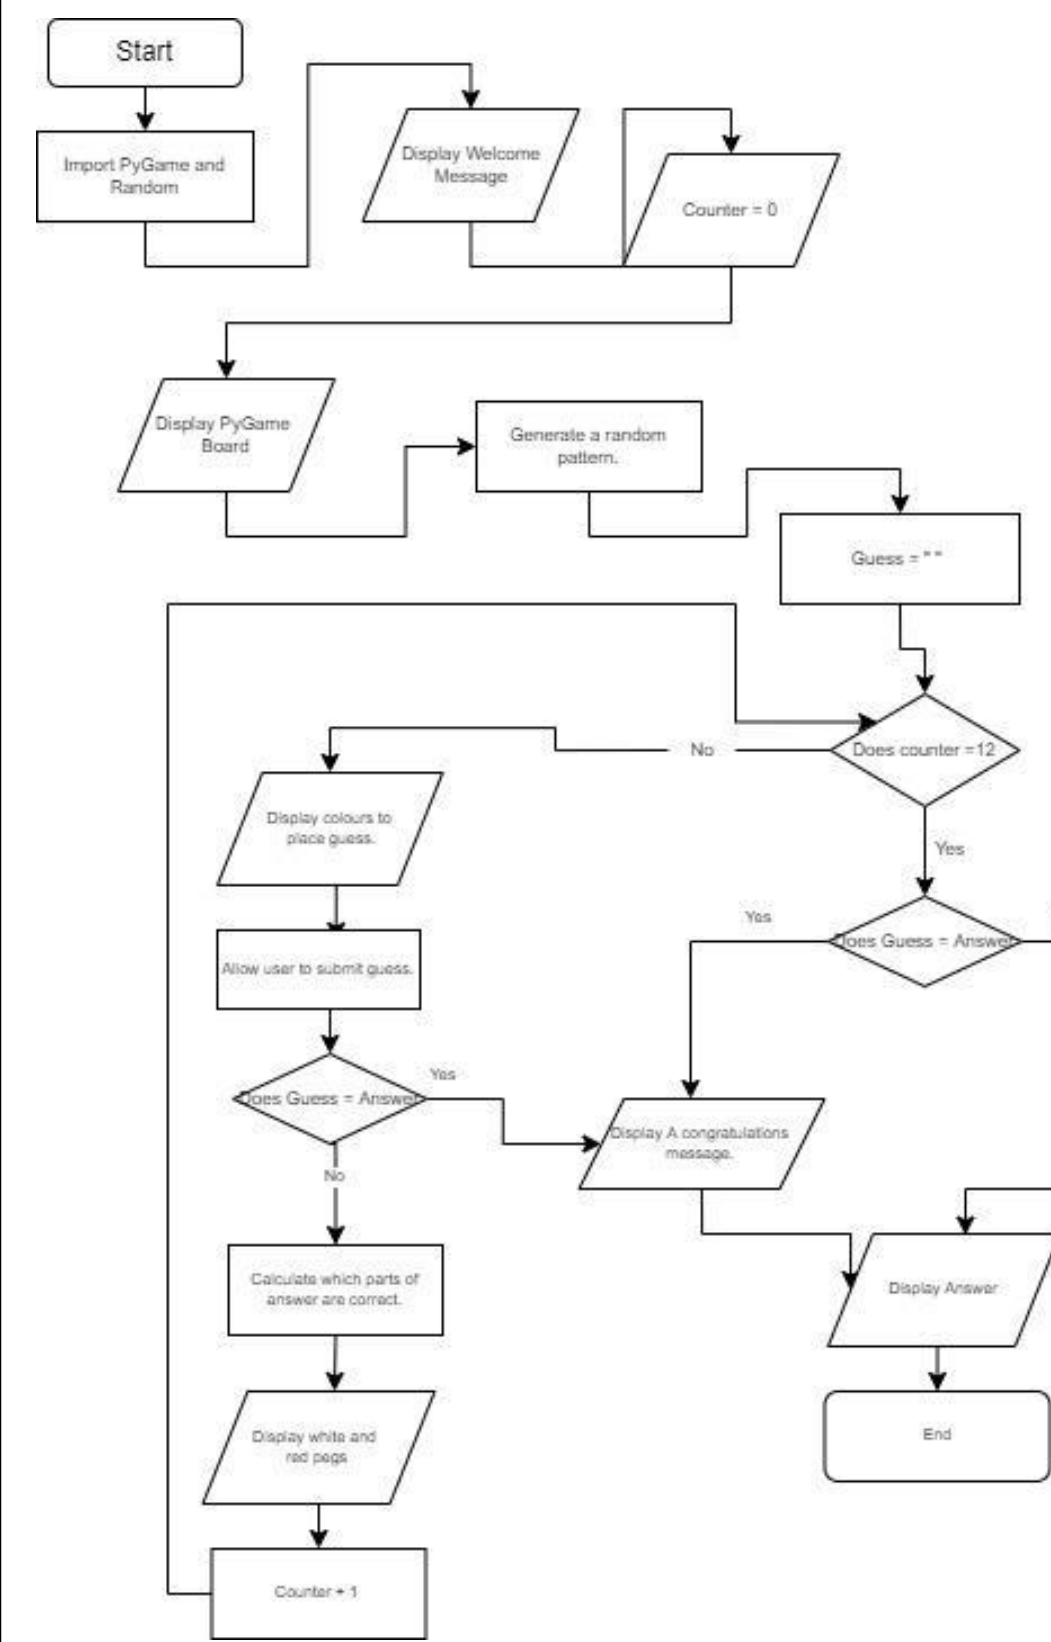 Start
Import PyGame and
Random
Display Welcome
Message
Counter = 0
Display PyGame
Board
Generate a random
pattern.
Guess = " "
Does counter =12
No
Yes
Display colours to
place guess.
Allow user to submit guess.
Does Guess = Answer
Yes
No
Does Guess = Answer
Yes
Display A congratulations
message.
Calculate which parts of
answer are correct.
Display Answer
Display white and
red pegs
End
Counter + 1